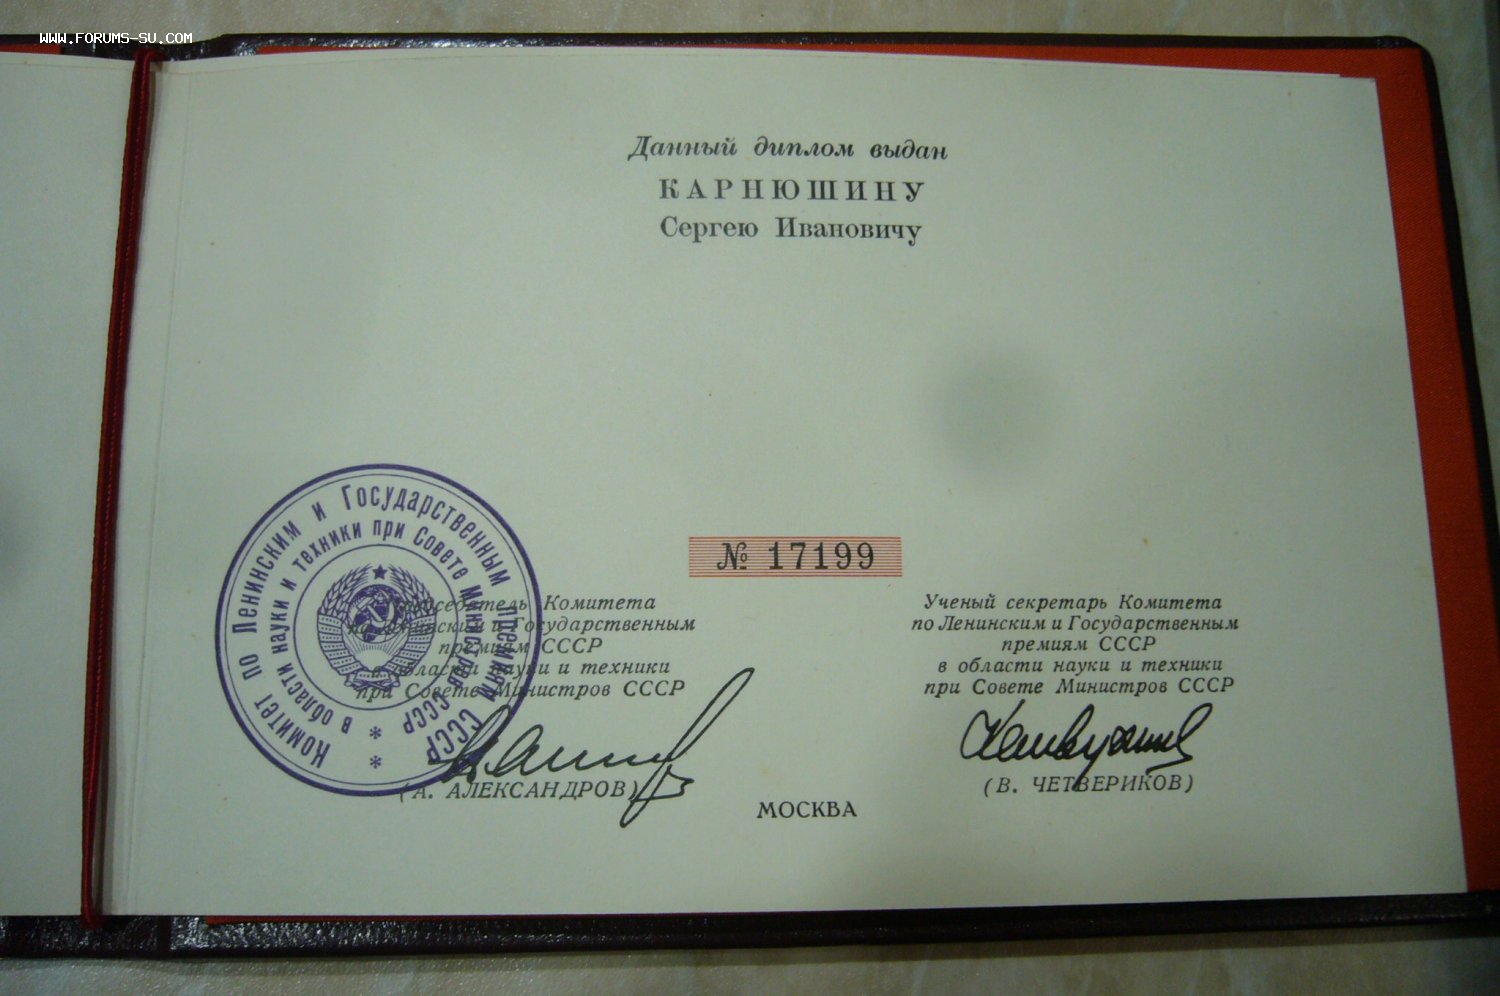 WWW.FORUMS-SU.COM
Данный диплом выдан
КАРНЮШИНУ
Сергею Ивановичу
№ 17199
Комитет по Ленинским и Государственным премиям СССР
в области науки и техники при Совете Министров СССР
Председатель Комитета
по Ленинским и Государственным
премиям СССР
в области науки и техники
при Совете Министров СССР
(А. АЛЕКСАНДРОВ)
Ученый секретарь Комитета
по Ленинским и Государственным
премиям СССР
в области науки и техники
при Совете Министров СССР
(В. ЧЕТВЕРИКОВ)
МОСКВА